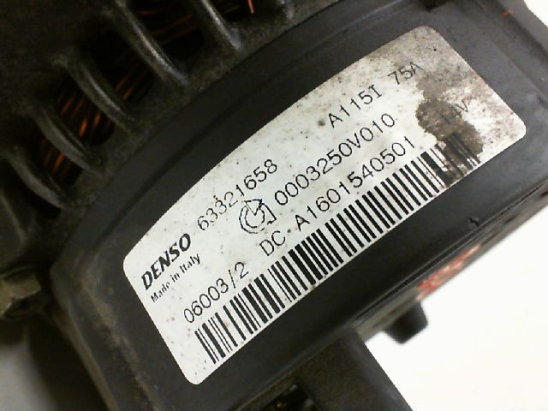 DENSO 63321658 A115I 75A
Made in Italy 0003250V010 V
06003/2 DC A1601540501